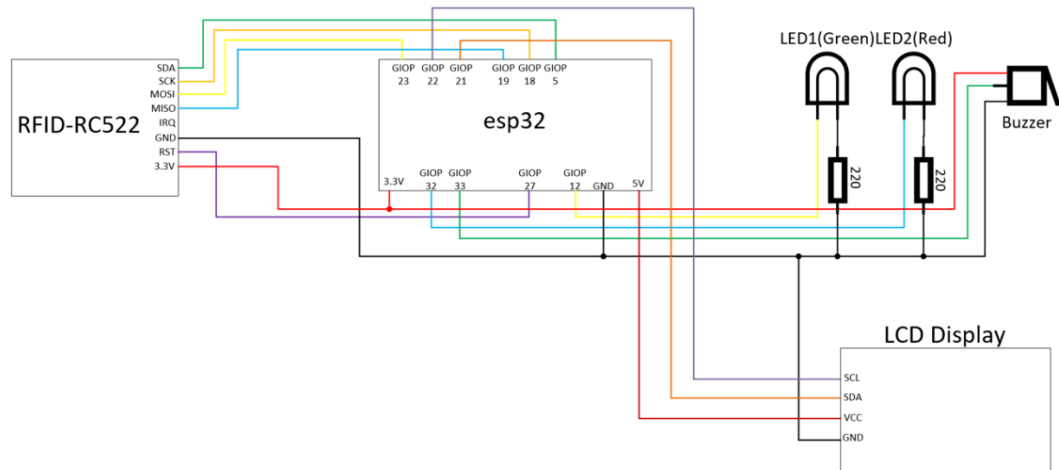 LED1(Green)LED2(Red)
SDA
SCK
MOSI
MISO
IRQ
GND
RST
3.3V
RFID-RC522
GIOP
23
GIOP
22
GIOP
21
GIOP
19
GIOP
18
GIOP
5
esp32
3.3V
GIOP
32
GIOP
33
GIOP
27
GIOP
12
GND
5V
220
220
Buzzer
LCD Display
SCL
SDA
VCC
GND